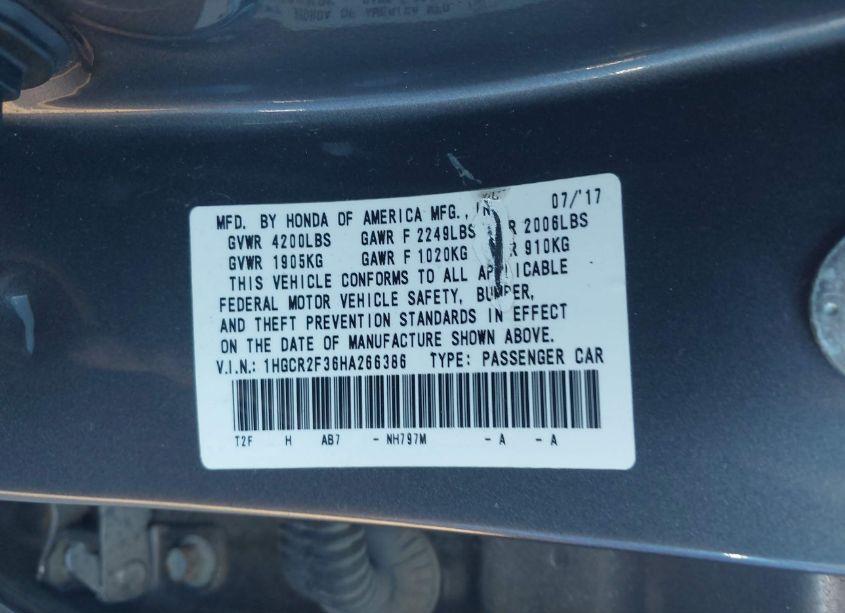 MFD. BY HONDA OF AMERICA MFG., IN 07/'17
GVWR 4200LBS GAWR F 2249LBS R 2006LBS
GVWR 1905KG GAWR F 1020KG R 910KG
THIS VEHICLE CONFORMS TO ALL APPLICABLE
FEDERAL MOTOR VEHICLE SAFETY, BUMPER,
AND THEFT PREVENTION STANDARDS IN EFFECT
ON THE DATE OF MANUFACTURE SHOWN ABOVE.
V.I.N.: 1HGCR2F36HA266386 TYPE: PASSENGER CAR
T2F H AB7 - NH797M - A - A